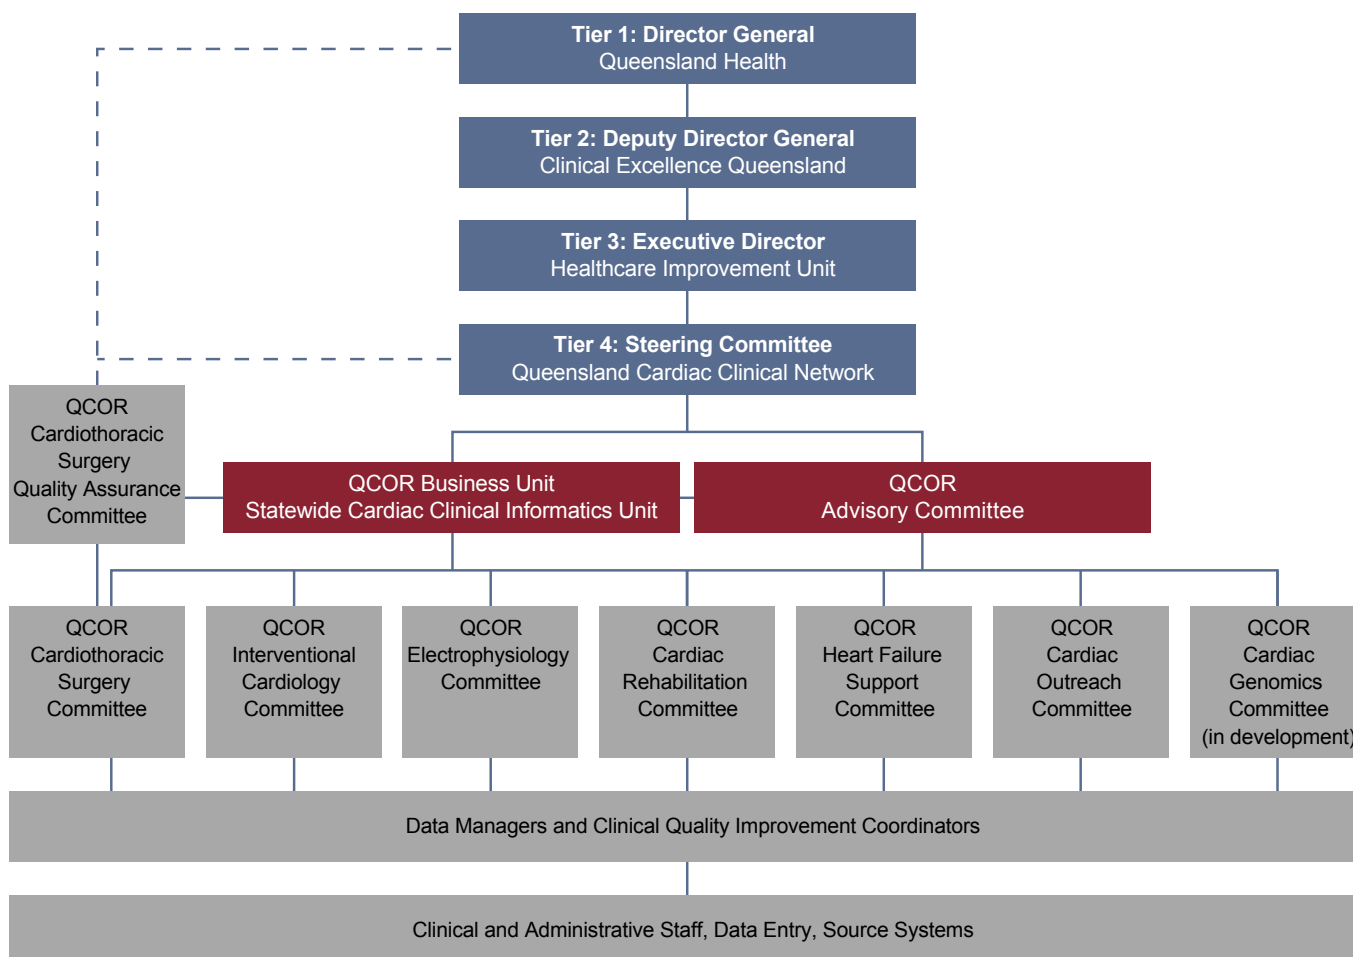 Tier 1: Director General
Queensland Health
Tier 2: Deputy Director General
Clinical Excellence Queensland
Tier 3: Executive Director
Healthcare Improvement Unit
Tier 4: Steering Committee
Queensland Cardiac Clinical Network
QCOR
Cardiothoracic
Surgery
Quality Assurance
Committee
QCOR Business Unit
Statewide Cardiac Clinical Informatics Unit
QCOR
Advisory Committee
QCOR
Cardiothoracic
Surgery
Committee
QCOR
Interventional
Cardiology
Committee
QCOR
Electrophysiology
Committee
QCOR
Cardiac
Rehabilitation
Committee
QCOR
Heart Failure
Support
Committee
QCOR
Cardiac
Outreach
Committee
QCOR
Cardiac
Genomics
Committee
(in development)
Data Managers and Clinical Quality Improvement Coordinators
Clinical and Administrative Staff, Data Entry, Source Systems